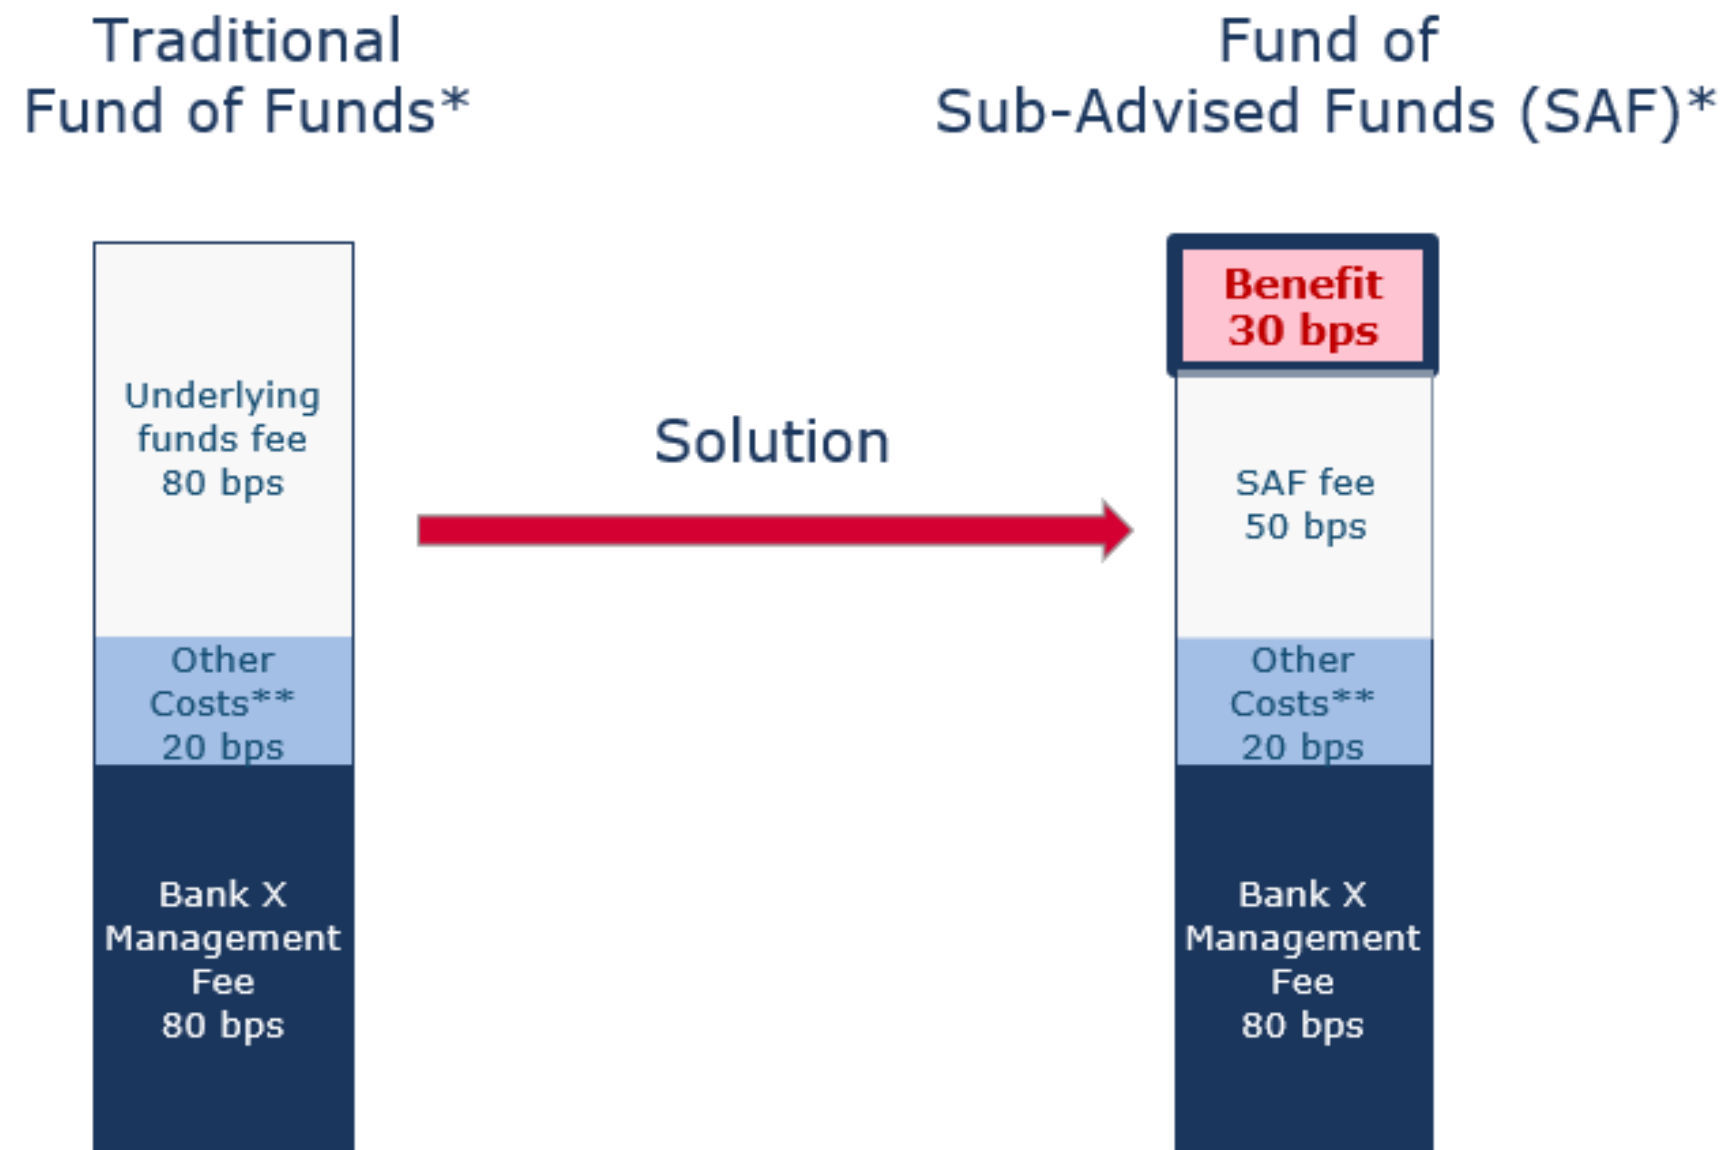 Traditional
Fund of Funds*
Fund of
Sub-Advised Funds (SAF)*
Underlying
funds fee
80 bps
Other
Costs**
20 bps
Bank X
Management
Fee
80 bps
Solution
Benefit
30 bps
SAF fee
50 bps
Other
Costs**
20 bps
Bank X
Management
Fee
80 bps